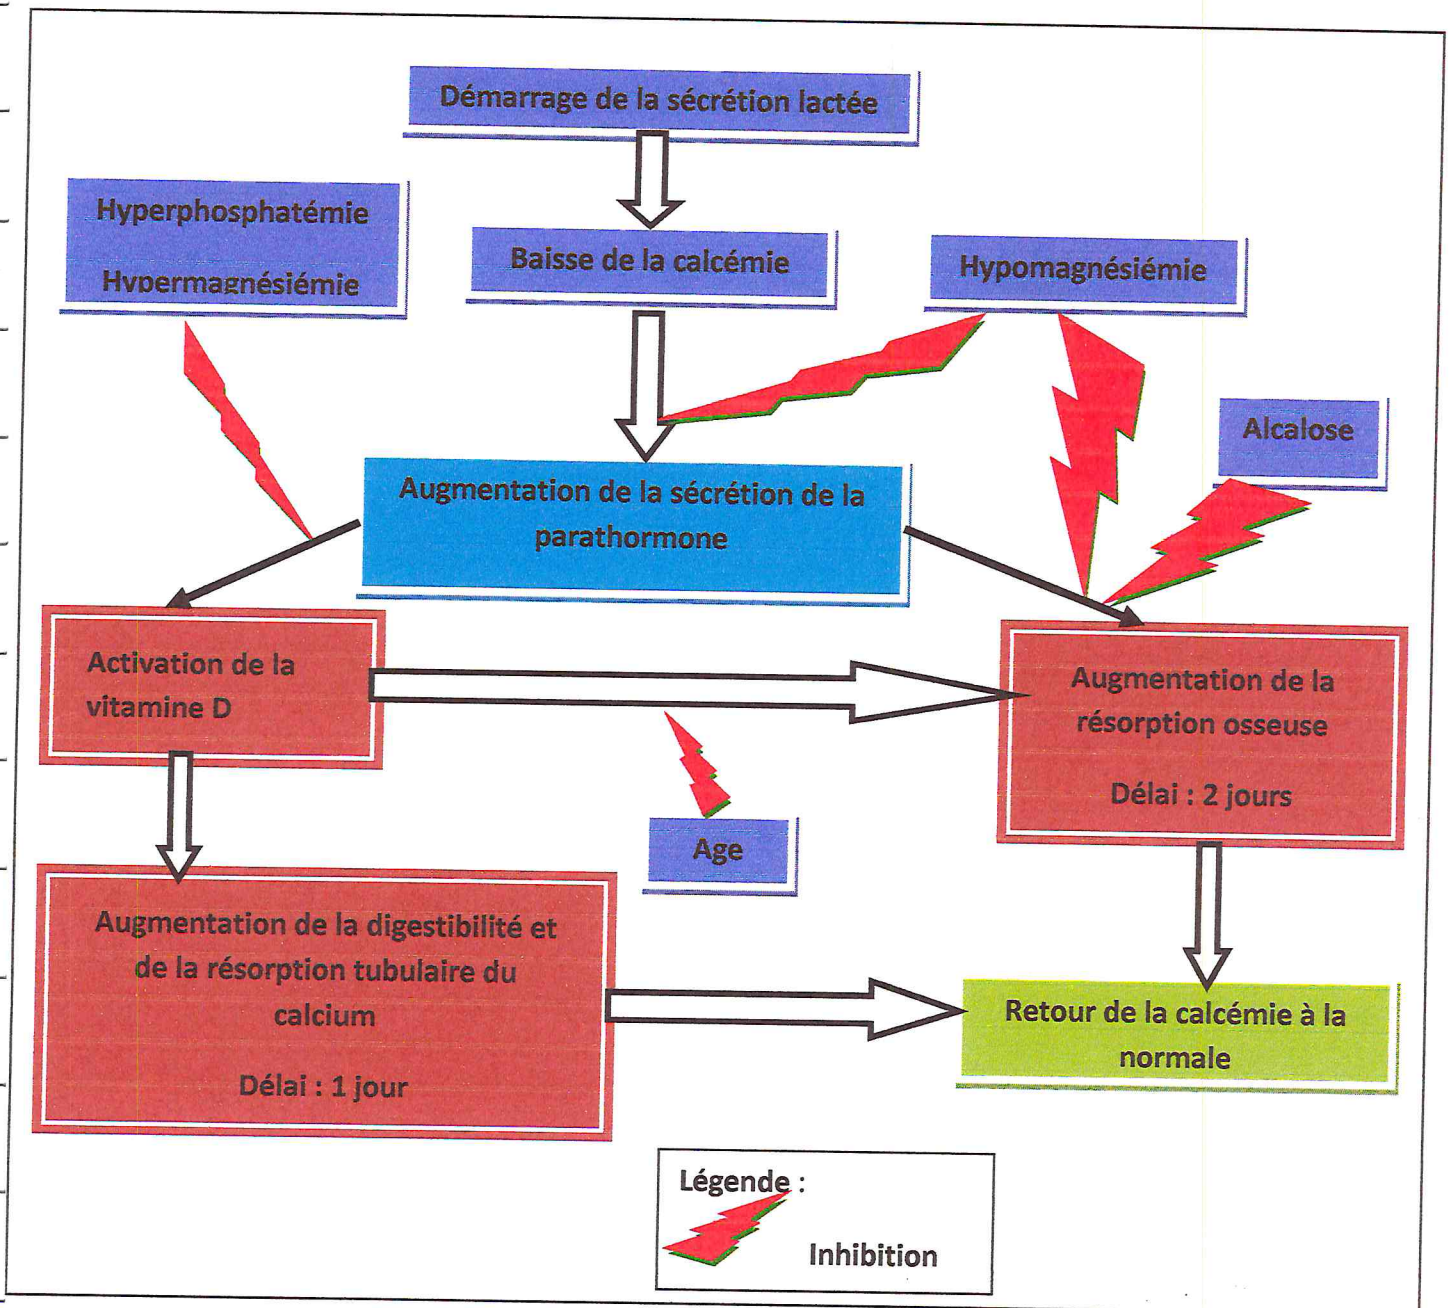 Démarrage de la sécrétion lactée
Hyperphosphatémie
Hypermagnésiémie
Baisse de la calcémie
Hypomagnésiémie
Alcalose
Augmentation de la sécrétion de la
parathormone
Activation de la
vitamine D
Augmentation de la
résorption osseuse
Délai : 2 jours
Age
Augmentation de la digestibilité et
de la résorption tubulaire du
calcium
Délai : 1 jour
Retour de la calcémie à la
normale
Légende :
Inhibition